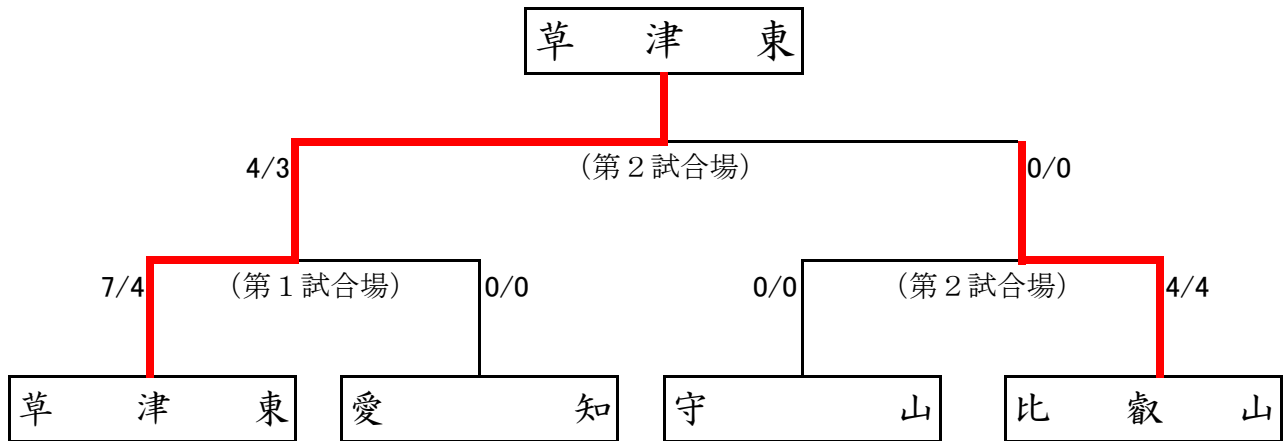 草津東
4/3 (第２試合場) 0/0
7/4 (第１試合場) 0/0 0/0 (第２試合場) 4/4
草津東 愛知 守山 比叡山